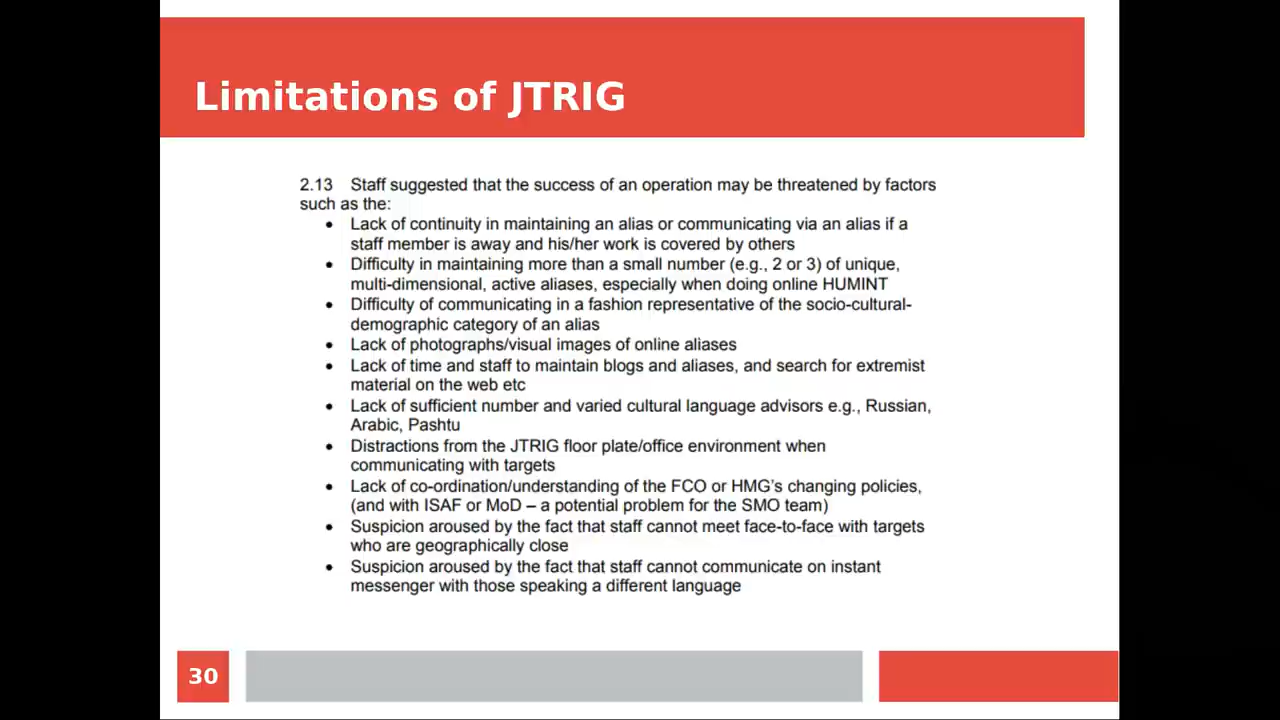 Limitations of JTRIG
2.13 Staff suggested that the success of an operation may be threatened by factors
such as the:
• Lack of continuity in maintaining an alias or communicating via an alias if a
staff member is away and his/her work is covered by others
• Difficulty in maintaining more than a small number (e.g., 2 or 3) of unique,
multi-dimensional, active aliases, especially when doing online HUMINT
• Difficulty of communicating in a fashion representative of the socio-cultural-
demographic category of an alias
• Lack of photographs/visual images of online aliases
• Lack of time and staff to maintain blogs and aliases, and search for extremist
material on the web etc
• Lack of sufficient number and varied cultural language advisors e.g., Russian,
Arabic, Pashtu
• Distractions from the JTRIG floor plate/office environment when
communicating with targets
• Lack of co-ordination/understanding of the FCO or HMG's changing policies,
(and with ISAF or MoD – a potential problem for the SMO team)
• Suspicion aroused by the fact that staff cannot meet face-to-face with targets
who are geographically close
• Suspicion aroused by the fact that staff cannot communicate on instant
messenger with those speaking a different language
30